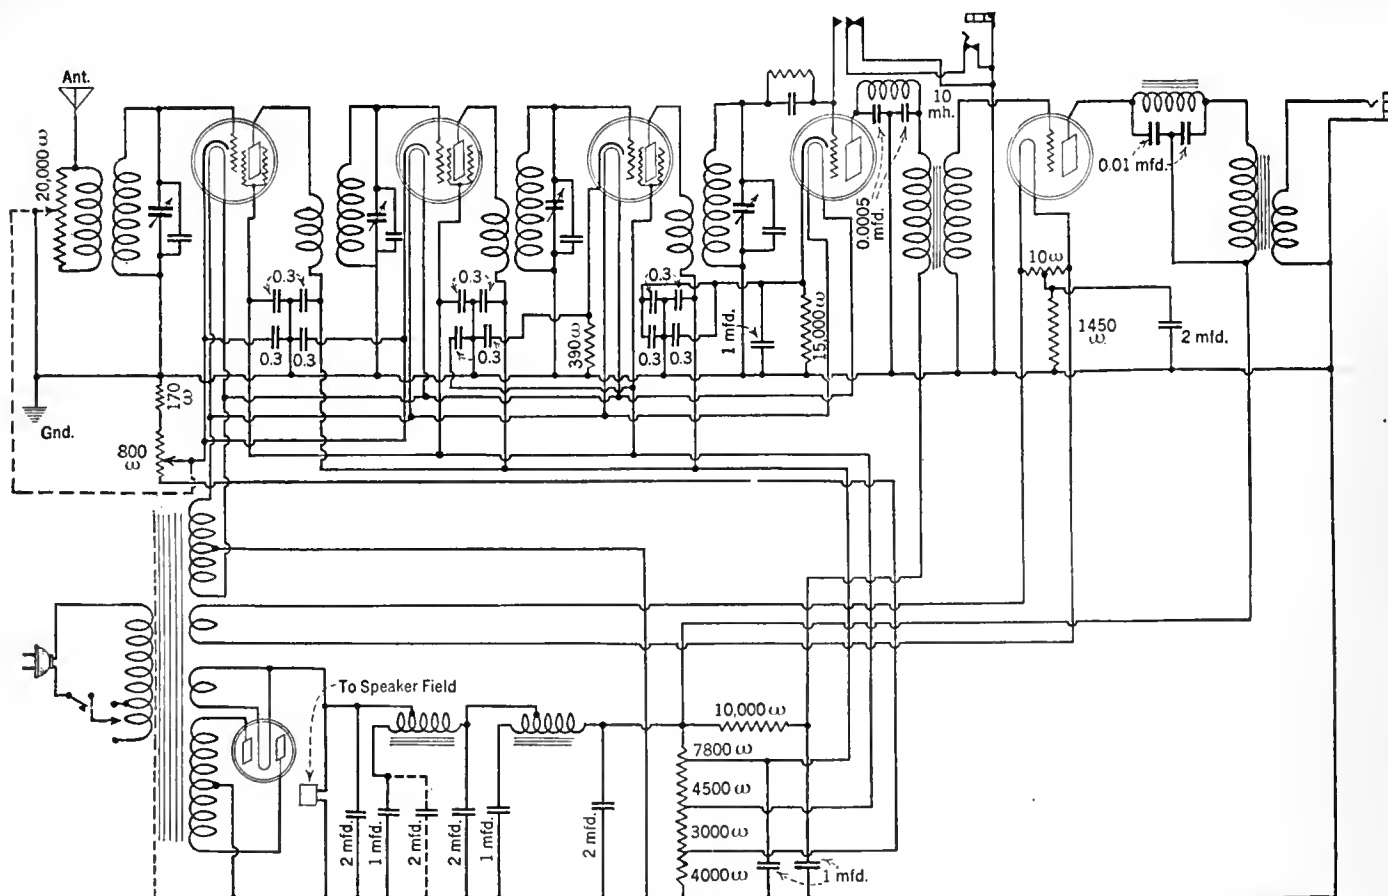 Ant.
20,000 ω
10
mh.
0.0005
mfd.
0.01 mfd.
10 ω
1450
ω
2 mfd.
0.3
0.3
0.3
0.3 0.3
0.3
0.3 0.3
390 ω
1 mfd.
15,000 ω
170
ω
Gnd.
800
ω
To Speaker Field
10,000 ω
7800 ω
4500 ω
3000 ω
4000 ω
2 mfd.
1 mfd.
2 mfd.
2 mfd.
1 mfd.
2 mfd.
1 mfd.